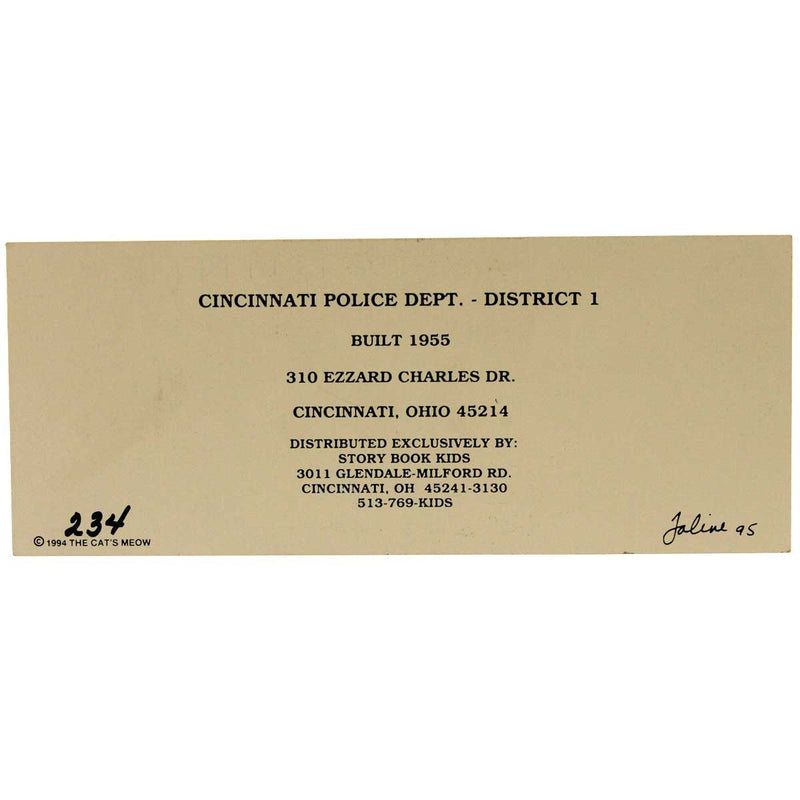 CINCINNATI POLICE DEPT. - DISTRICT 1
BUILT 1955
310 EZZARD CHARLES DR.
CINCINNATI, OHIO 45214
DISTRIBUTED EXCLUSIVELY BY:
STORY BOOK KIDS
3011 GLENDALE-MILFORD RD.
CINCINNATI, OH 45241-3130
513-769-KIDS
234
© 1994 THE CAT'S MEOW
Faline 95